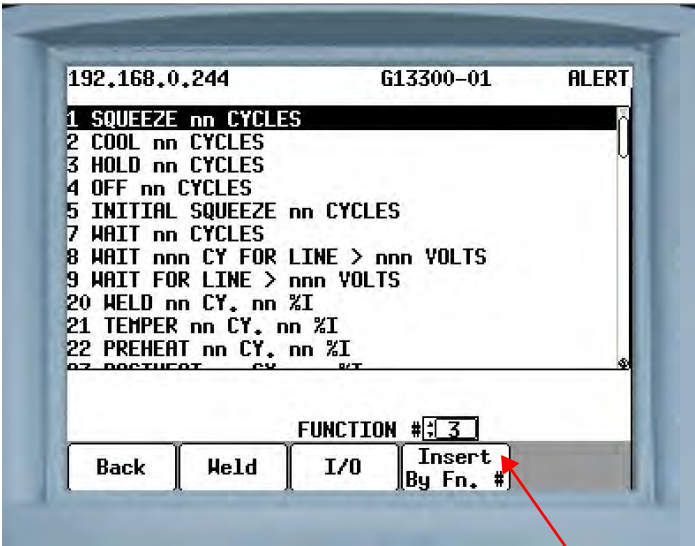 192.168.0.244 G13300-01 ALERT
1 SQUEEZE nn CYCLES
2 COOL nn CYCLES
3 HOLD nn CYCLES
4 OFF nn CYCLES
5 INITIAL SQUEEZE nn CYCLES
7 WAIT nn CYCLES
8 WAIT nnn CY FOR LINE > nnn VOLTS
9 WAIT FOR LINE > nnn VOLTS
20 WELD nn CY. nn %I
21 TEMPER nn CY. nn %I
22 PREHEAT nn CY. nn %I
FUNCTION # 3
Back Weld I/O Insert
By Fn. #